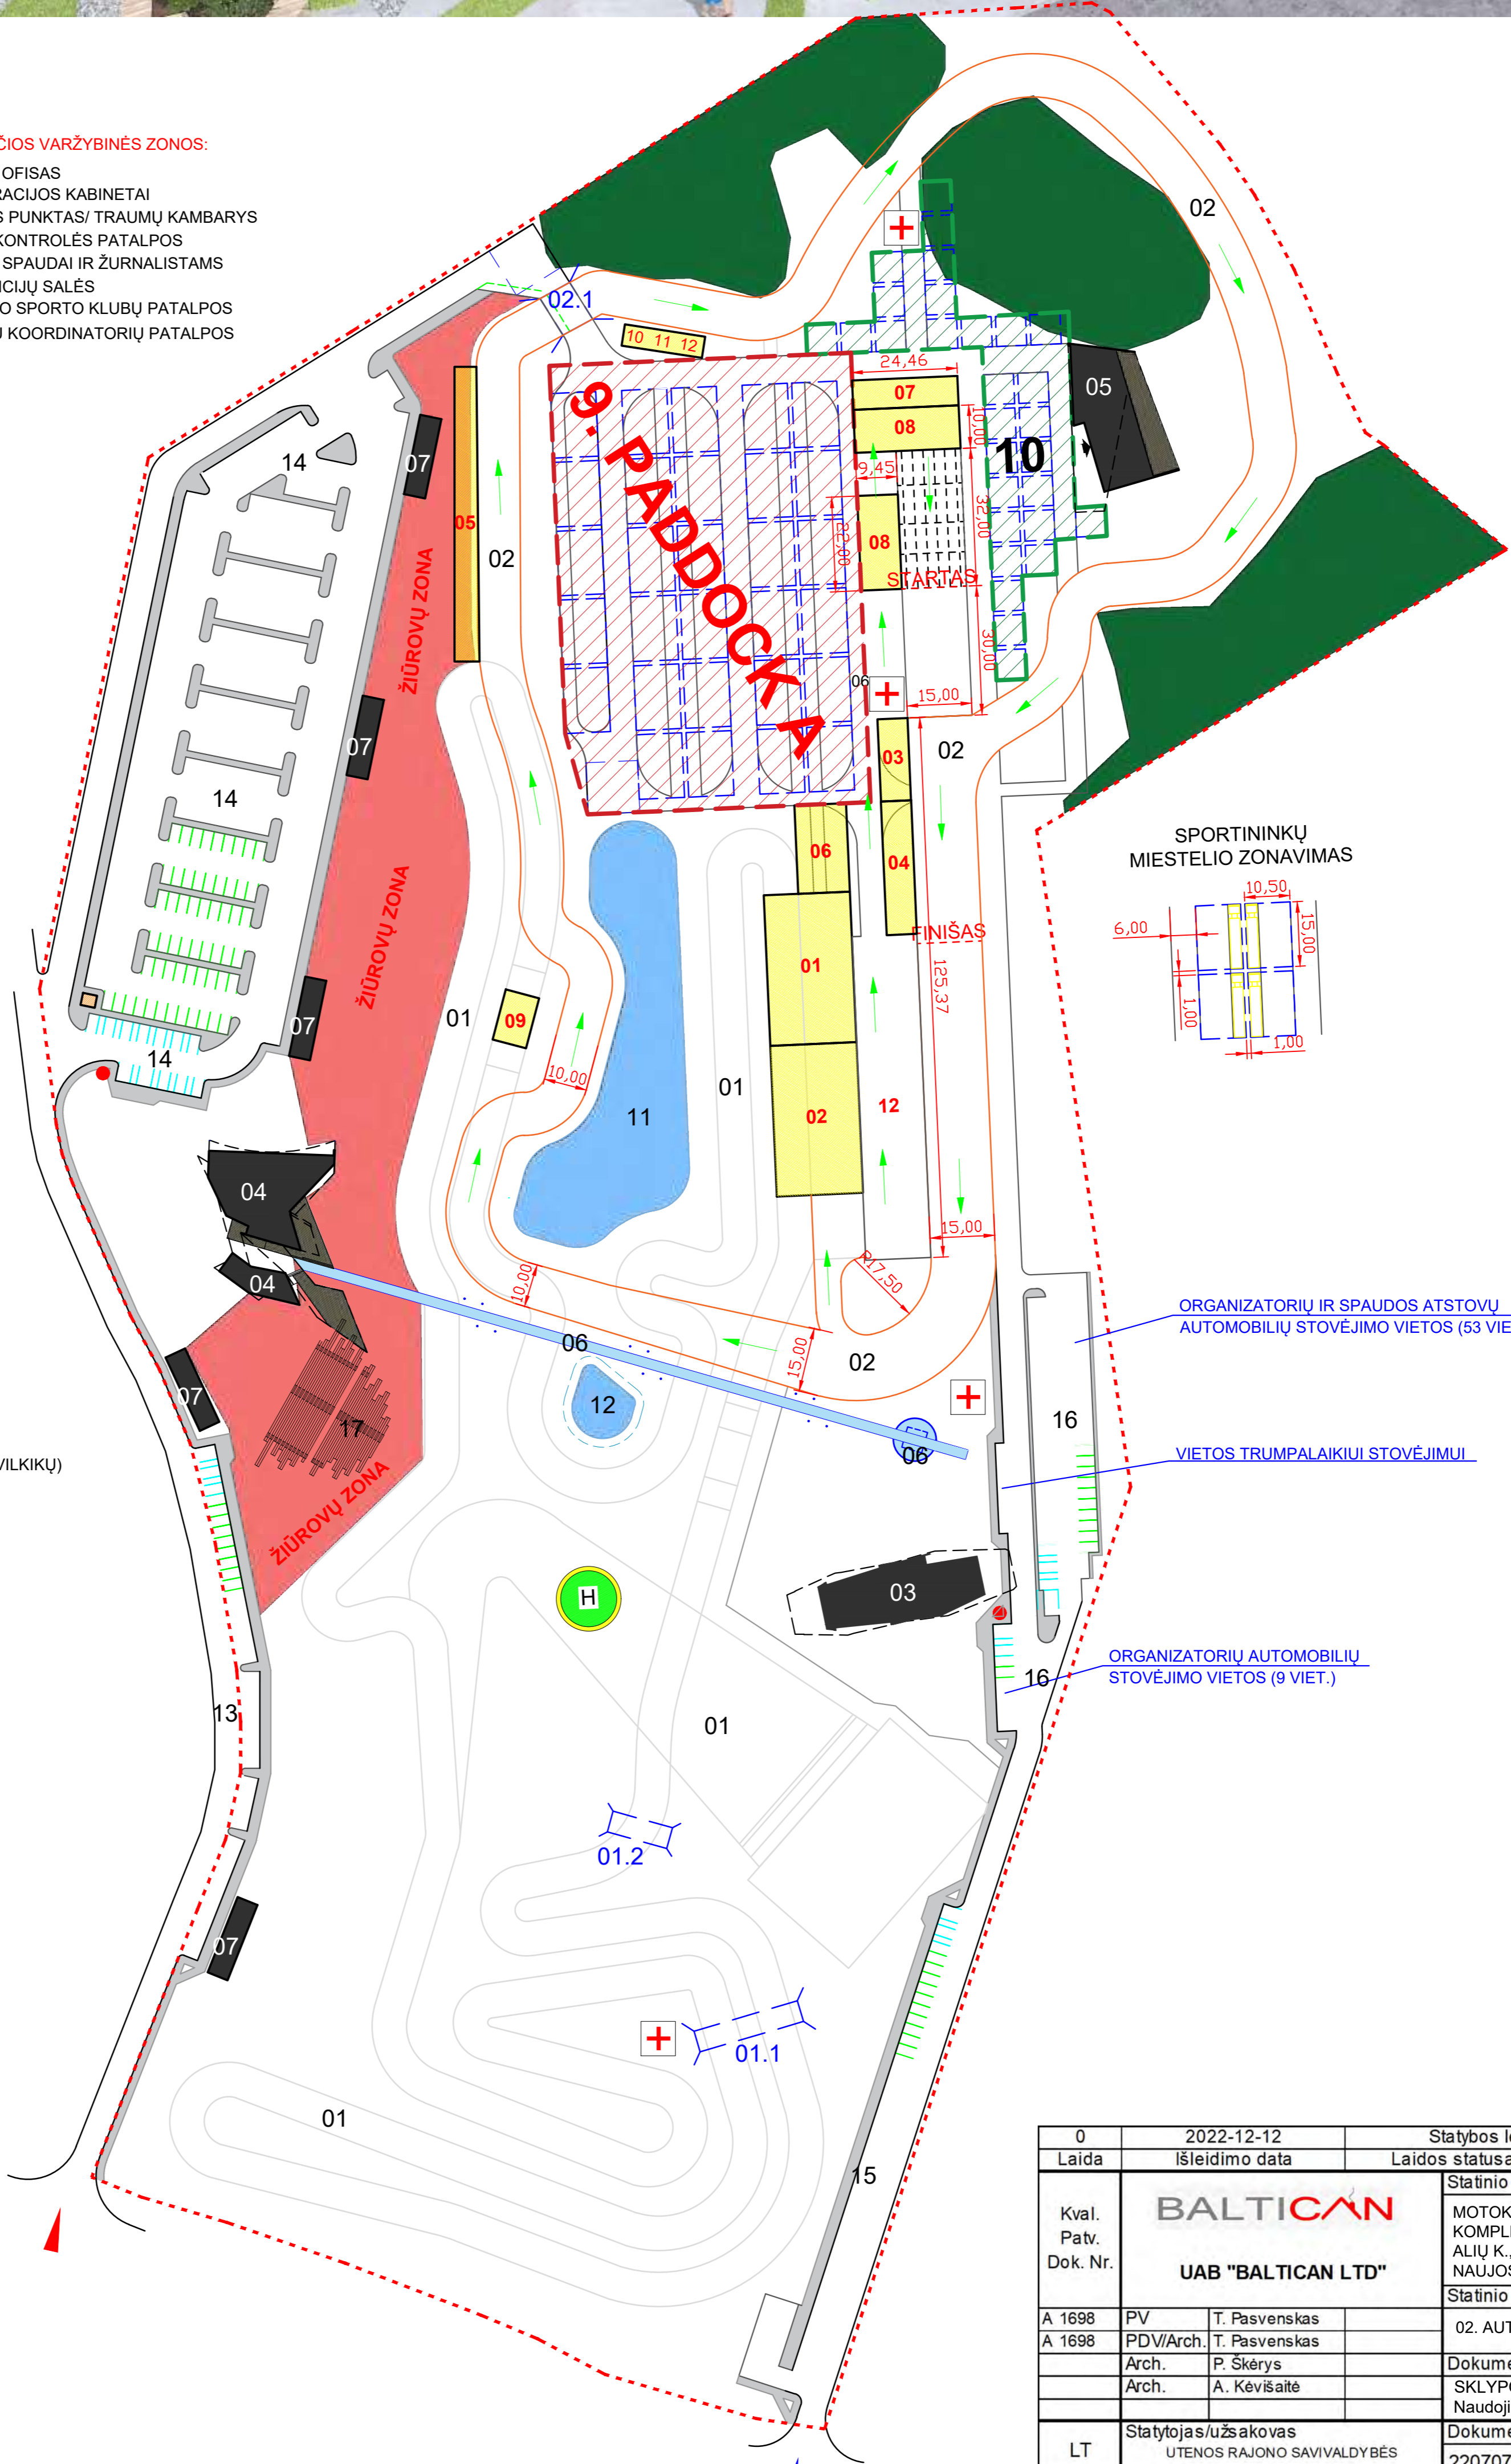 ČIOS VARŽYBINĖS ZONOS:
OFISAS
RACIJOS KABINETAI
S PUNKTAS/ TRAUMŲ KAMBARYS
KONTROLĖS PATALPOS
SPAUDAI IR ŽURNALISTAMS
NCIJŲ SALĖS
O SPORTO KLUBŲ PATALPOS
Ų KOORDINATORIŲ PATALPOS
02
02.1
10 11 12
24,46
07
08
10,00
05
10
9. PADDOCK A
14
07
05
02
ŽIŪROVŲ ZONA
9,45
32,00
22,00
08
STARTAS
30,00
06
15,00
07
02
03
14
06
04
SPORTININKŲ
MIESTELIO ZONAVIMAS
10,50
6,00
15,00
1,00
1,00
ŽIŪROVŲ ZONA
FINIŠAS
125,37
01
07
01
09
14
10,00
01
11
02
12
04
04
15,00
R17,50
10,00
ORGANIZATORIŲ IR SPAUDOS ATSTOVŲ
AUTOMOBILIŲ STOVĖJIMO VIETOS (53 VIE
06
15,00
02
07
12
16
17
06
VILKIKŲ)
VIETOS TRUMPALAIKIUI STOVĖJIMUI
ŽIŪROVŲ ZONA
H
03
ORGANIZATORIŲ AUTOMOBILIŲ
STOVĖJIMO VIETOS (9 VIET.)
16
13
01
01.2
07
01.1
01
15
0 2022-12-12 Statybos l
Laida Išleidimo data Laidos statusa
Kval.
Patv.
Dok. Nr.
BALTICAN
UAB "BALTICAN LTD"
Statinio
MOTOK
KOMPL
ALIŲ K.,
NAUJOS
Statinio
A 1698 PV T. Pasvenskas
A 1698 PDV/Arch. T. Pasvenskas
02. AUT
Arch. P. Škėrys
Dokume
Arch. A. Kėvišaitė
SKLYPO
Naudoji
LT
Statytojas/užsakovas
UTENOS RAJONO SAVIVALDYBĖS
Dokume
220707